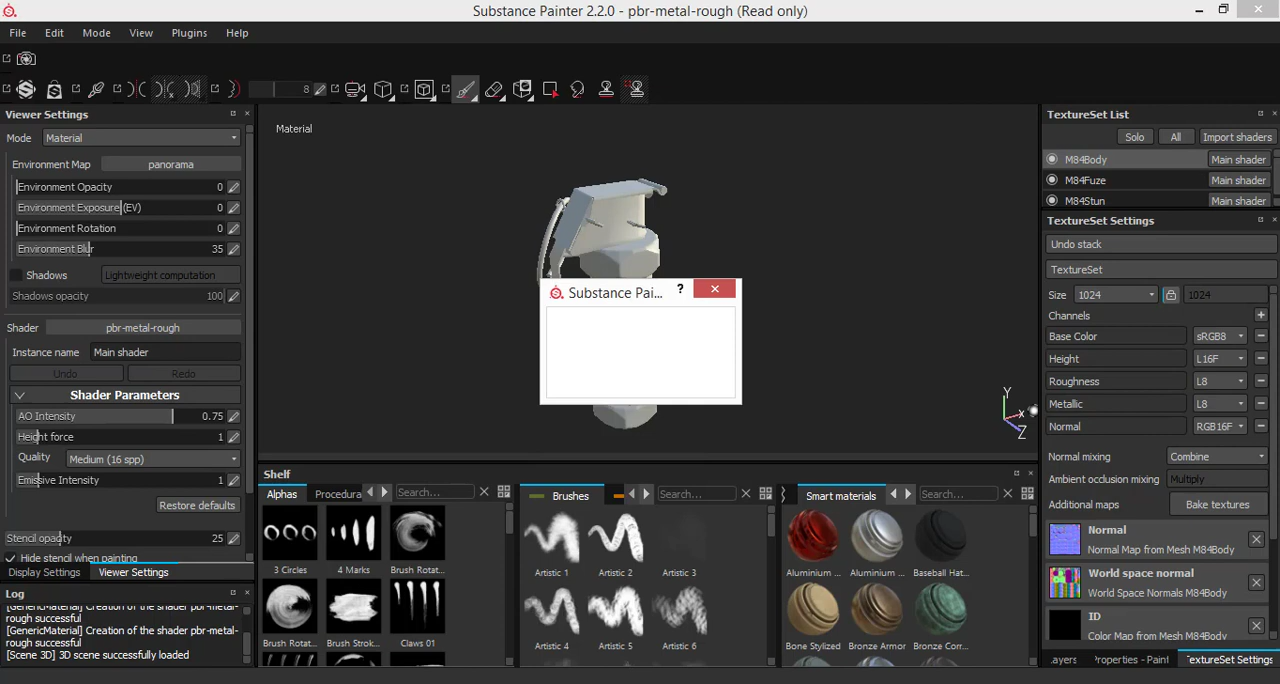 Substance Painter 2.2.0 - pbr-metal-rough (Read only)
File Edit Mode View Plugins Help
8
Viewer Settings
Mode Material
Environment Map panorama
Environment Opacity 0
Environment Exposure (EV) 0
Environment Rotation 0
Environment Blur 35
Shadows Lightweight computation
Shadows opacity 100
Shader pbr-metal-rough
Instance name Main shader
Undo Redo
Shader Parameters
AO Intensity 0.75
Height force 1
Quality Medium (16 spp)
Emissive Intensity 1
Restore defaults
Stencil opacity 25
Hide stencil when painting
Display Settings Viewer Settings
Log
[GenericMaterial] Creation of the shader pbr-metal-
rough successful
[GenericMaterial] Creation of the shader pbr-metal-
rough successful
[Scene 3D] 3D scene successfully loaded
Material
Substance Pai... ?
Y
X
Z
Shelf
Alphas Procedura Search...
3 Circles 4 Marks Brush Rotat...
Brush Rotat... Brush Strok... Claws 01
Brushes Search...
Artistic 1 Artistic 2 Artistic 3
Artistic 4 Artistic 5 Artistic 6
Smart materials Search...
Aluminium ... Aluminium ... Baseball Hat...
Bone Stylized Bronze Armor Bronze Corr...
TextureSet List
Solo All Import shaders
M84Body Main shader
M84Fuze Main shader
M84Stun Main shader
TextureSet Settings
Undo stack
TextureSet
Size 1024 1024
Channels
Base Color sRGB8
Height L16F
Roughness L8
Metallic L8
Normal RGB16F
Normal mixing Combine
Ambient occlusion mixing Multiply
Additional maps Bake textures
Normal
Normal Map from Mesh M84Body
World space normal
World Space Normals M84Body
ID
Color Map from Mesh M84Body
ayers roperties - Paint extureSet Settings